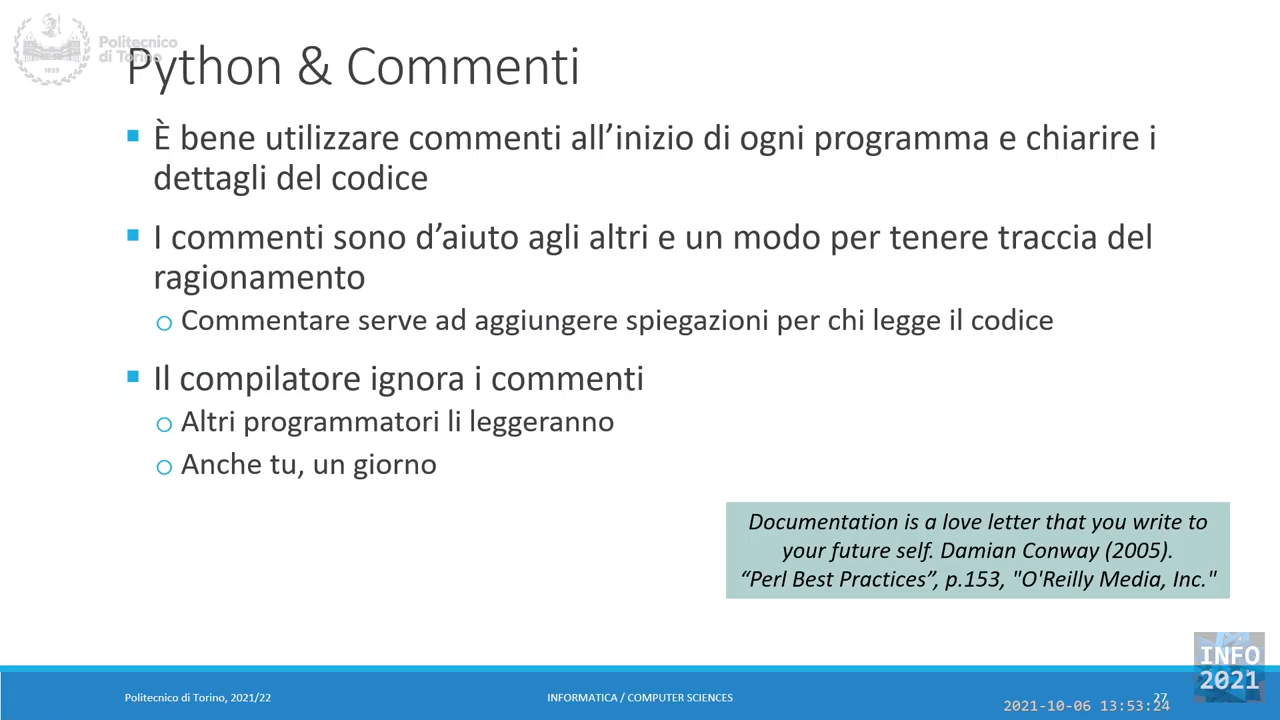 Politecnico
di Torino
1859
Python & Commenti
È bene utilizzare commenti all’inizio di ogni programma e chiarire i
dettagli del codice
I commenti sono d’aiuto agli altri e un modo per tenere traccia del
ragionamento
Commentare serve ad aggiungere spiegazioni per chi legge il codice
Il compilatore ignora i commenti
Altri programmatori li leggeranno
Anche tu, un giorno
Documentation is a love letter that you write to
your future self. Damian Conway (2005).
“Perl Best Practices”, p.153, "O'Reilly Media, Inc."
INFO
2021
Politecnico di Torino, 2021/22
INFORMATICA / COMPUTER SCIENCES
27
2021-10-06 13:53:24